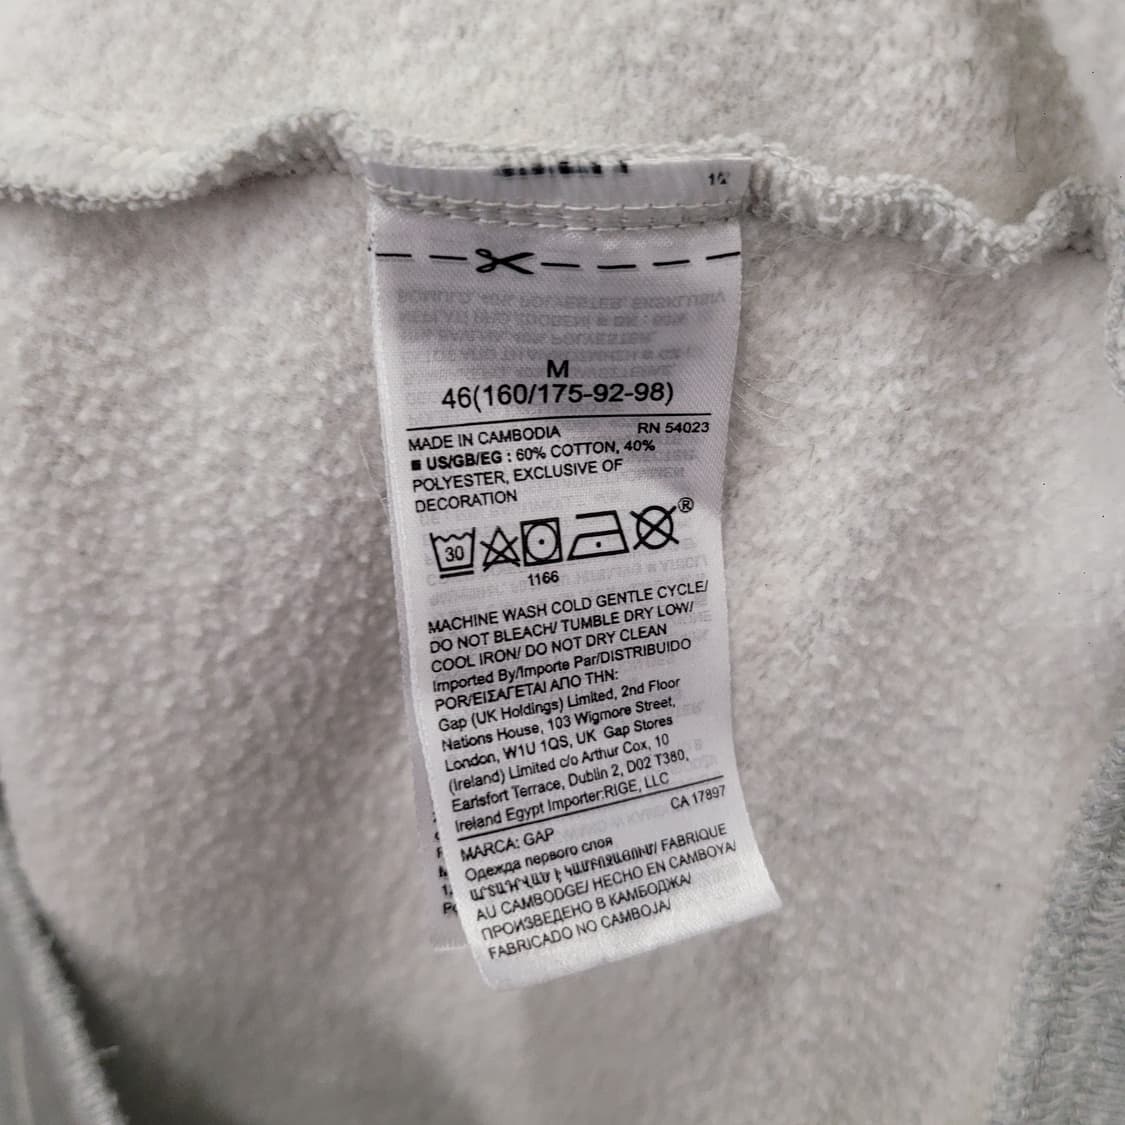 M
46(160/175-92-98)
MADE IN CAMBODIA RN 54023
■ US/GB/EG : 60% COTTON, 40%
POLYESTER, EXCLUSIVE OF
DECORATION
30 ®
1166
MACHINE WASH COLD GENTLE CYCLE/
DO NOT BLEACH/ TUMBLE DRY LOW/
COOL IRON/ DO NOT DRY CLEAN
Imported By/Importe Par/DISTRIBUIDO
POR/ΕΙΣΑΓΕΤΑΙ ΑΠΟ ΤΗΝ:
Gap (UK Holdings) Limited, 2nd Floor
Nations House, 103 Wigmore Street,
London, W1U 1QS, UK Gap Stores
(Ireland) Limited c/o Arthur Cox, 10
Earlsfort Terrace, Dublin 2, D02 T380,
Ireland Egypt Importer:RIGE, LLC
CA 17897
MARCA: GAP
Одежда первого слоя
ԱՐՏԱԴՐՎԱԾ Է ԿԱՄԲՈՋԱՅՈՒՄ/ FABRIQUE
AU CAMBODGE/ HECHO EN CAMBOYA/
ПРОИЗВЕДЕНО В КАМБОДЖА/
FABRICADO NO CAMBOJA/